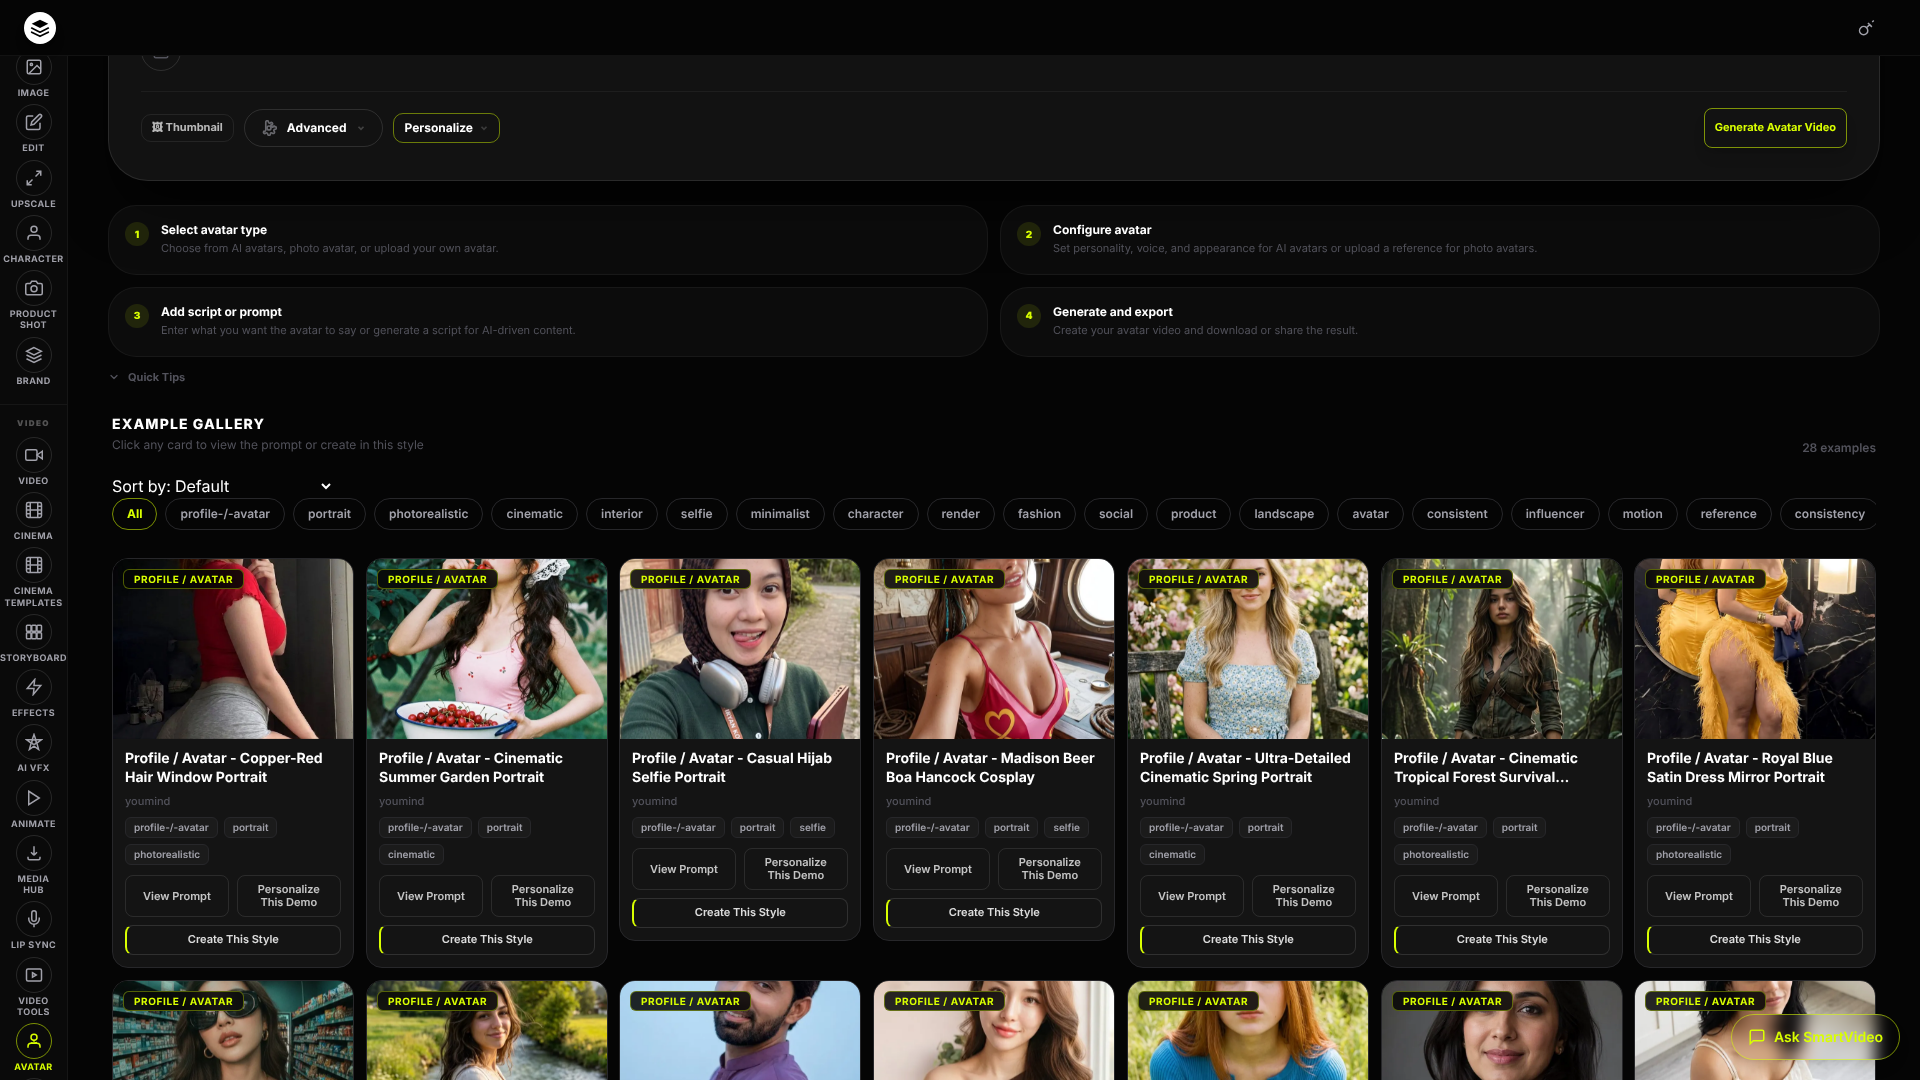 IMAGE
EDIT
UPSCALE
CHARACTER
PRODUCT
SHOT
BRAND
VIDEO
VIDEO
CINEMA
CINEMA
TEMPLATES
STORYBOARD
EFFECTS
AI VFX
ANIMATE
MEDIA
HUB
LIP SYNC
VIDEO
TOOLS
AVATAR
Thumbnail
Advanced
Personalize
Generate Avatar Video
1
Select avatar type
Choose from AI avatars, photo avatar, or upload your own avatar.
2
Configure avatar
Set personality, voice, and appearance for AI avatars or upload a reference for photo avatars.
3
Add script or prompt
Enter what you want the avatar to say or generate a script for AI-driven content.
4
Generate and export
Create your avatar video and download or share the result.
Quick Tips
EXAMPLE GALLERY
Click any card to view the prompt or create in this style
28 examples
Sort by: Default
All
profile-/-avatar
portrait
photorealistic
cinematic
interior
selfie
minimalist
character
render
fashion
social
product
landscape
avatar
consistent
influencer
motion
reference
consistency
PROFILE / AVATAR
Profile / Avatar - Copper-Red
Hair Window Portrait
youmind
profile-/-avatar
portrait
photorealistic
View Prompt
Personalize
This Demo
Create This Style
PROFILE / AVATAR
Profile / Avatar - Cinematic
Summer Garden Portrait
youmind
profile-/-avatar
portrait
cinematic
View Prompt
Personalize
This Demo
Create This Style
PROFILE / AVATAR
Profile / Avatar - Casual Hijab
Selfie Portrait
youmind
profile-/-avatar
portrait
selfie
View Prompt
Personalize
This Demo
Create This Style
PROFILE / AVATAR
Profile / Avatar - Madison Beer
Boa Hancock Cosplay
youmind
profile-/-avatar
portrait
selfie
View Prompt
Personalize
This Demo
Create This Style
PROFILE / AVATAR
Profile / Avatar - Ultra-Detailed
Cinematic Spring Portrait
youmind
profile-/-avatar
portrait
cinematic
View Prompt
Personalize
This Demo
Create This Style
PROFILE / AVATAR
Profile / Avatar - Cinematic
Tropical Forest Survival...
youmind
profile-/-avatar
portrait
photorealistic
View Prompt
Personalize
This Demo
Create This Style
PROFILE / AVATAR
Profile / Avatar - Royal Blue
Satin Dress Mirror Portrait
youmind
profile-/-avatar
portrait
photorealistic
View Prompt
Personalize
This Demo
Create This Style
PROFILE / AVATAR
PROFILE / AVATAR
PROFILE / AVATAR
PROFILE / AVATAR
PROFILE / AVATAR
PROFILE / AVATAR
PROFILE / AVATAR
Ask SmartVideo